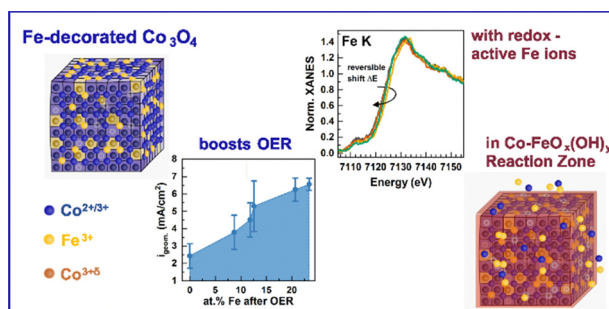 Fe-decorated Co3O4
Co2+/3+
Fe3+
Co3+δ
boosts OER
igeom. (mA/cm2)
7
6
5
4
3
2
1
0 5 10 15 20
at.% Fe after OER
Fe K
reversible
shift ΔE
Norm. XANES
1.4
1.2
1.0
0.8
0.6
0.4
0.2
0.0
7110 7120 7130 7140 7150
Energy (eV)
with redox -
active Fe ions
in Co-FeOx(OH)y
Reaction Zone